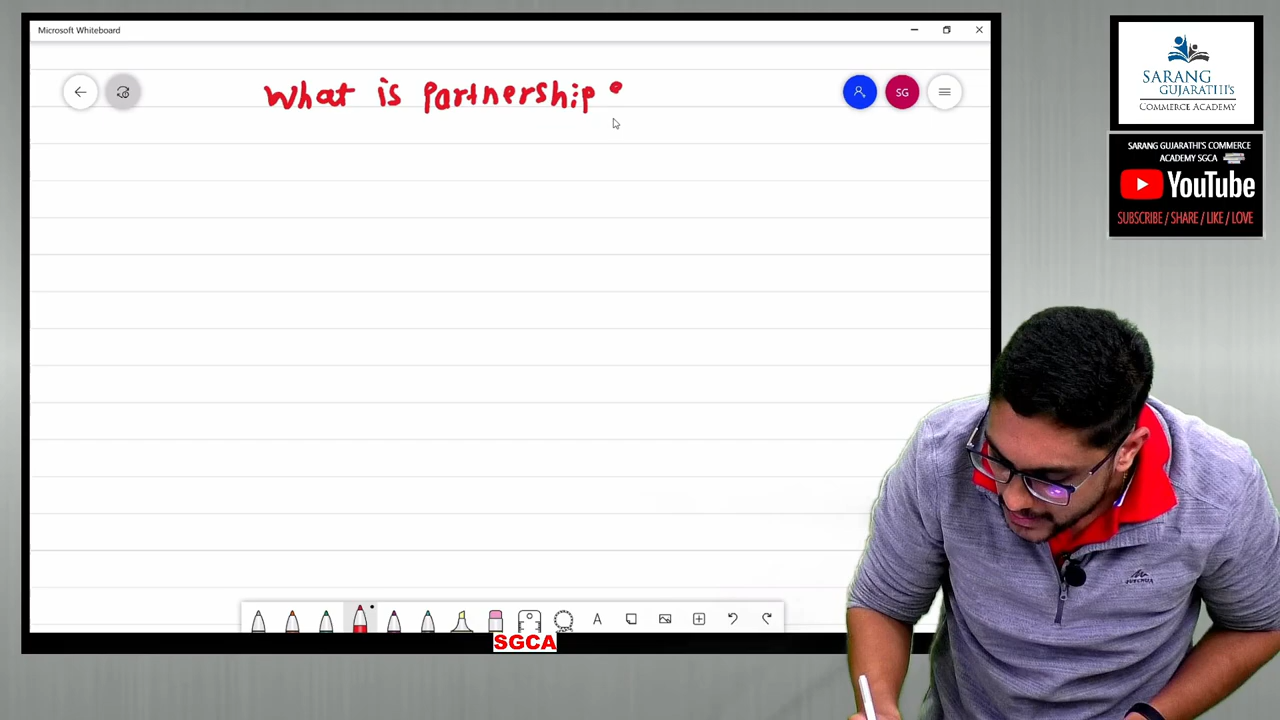 Microsoft Whiteboard
What is Partnership
SG
SARANG
GUJARATHI'S
COMMERCE ACADEMY
SARANG GUJARATHI'S COMMERCE
ACADEMY SGCA
YouTube
SUBSCRIBE / SHARE / LIKE / LOVE
A
SGCA